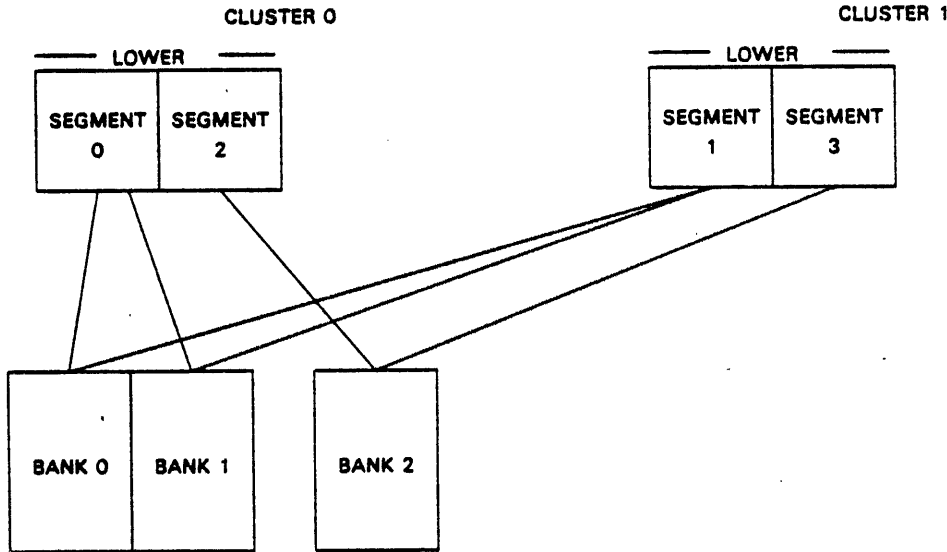 CLUSTER 0
CLUSTER 1
LOWER
LOWER
SEGMENT
0
SEGMENT
2
SEGMENT
1
SEGMENT
3
BANK 0
BANK 1
BANK 2